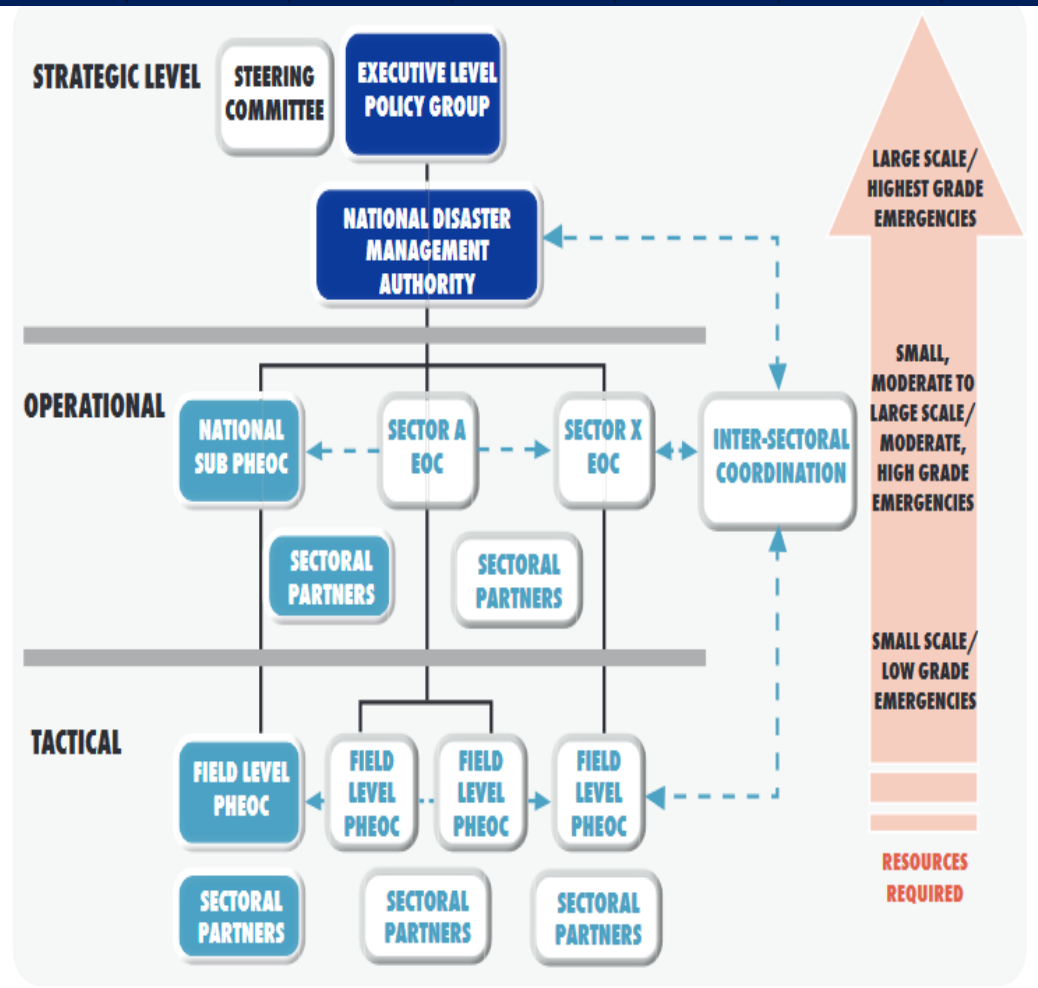 STRATEGIC LEVEL
STEERING
COMMITTEE
EXECUTIVE LEVEL
POLICY GROUP
NATIONAL DISASTER
MANAGEMENT
AUTHORITY
LARGE SCALE/
HIGHEST GRADE
EMERGENCIES
OPERATIONAL
NATIONAL
SUB PHEOC
SECTOR A
EOC
SECTOR X
EOC
INTER-SECTORAL
COORDINATION
SMALL,
MODERATE TO
LARGE SCALE/
MODERATE,
HIGH GRADE
EMERGENCIES
SECTORAL
PARTNERS
SECTORAL
PARTNERS
SMALL SCALE/
LOW GRADE
EMERGENCIES
TACTICAL
FIELD LEVEL
PHEOC
FIELD
LEVEL
PHEOC
FIELD
LEVEL
PHEOC
FIELD
LEVEL
PHEOC
RESOURCES
REQUIRED
SECTORAL
PARTNERS
SECTORAL
PARTNERS
SECTORAL
PARTNERS